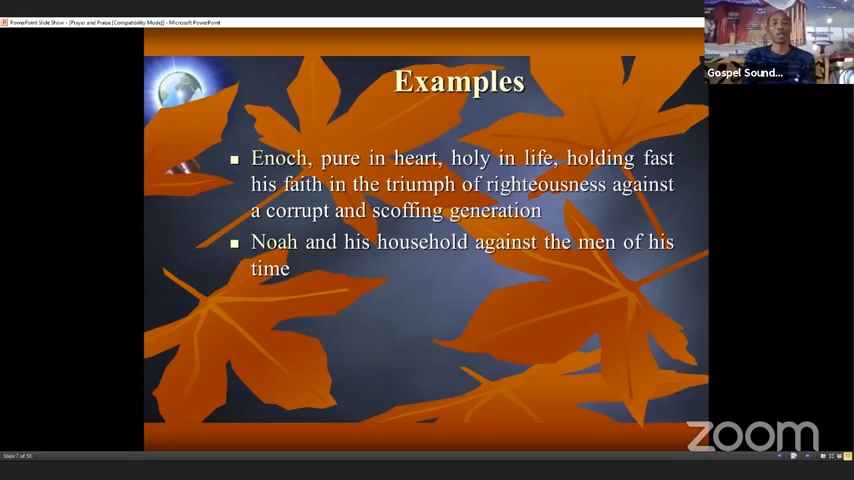 PowerPoint Slide Show - [Prayer and Praise [Compatibility Mode]] - Microsoft PowerPoint
Gospel Sound...
Examples
Enoch, pure in heart, holy in life, holding fast
his faith in the triumph of righteousness against
a corrupt and scoffing generation
Noah and his household against the men of his
time
zoom
Slide 7 of 50